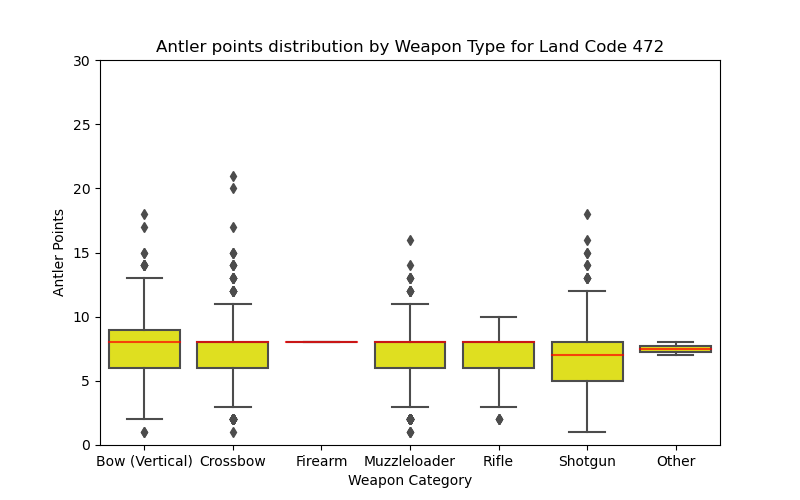 Antler points distribution by Weapon Type for Land Code 472
30
25
20
15
10
5
0
Antler Points
Bow (Vertical) Crossbow Firearm Muzzleloader Rifle Shotgun Other
Weapon Category